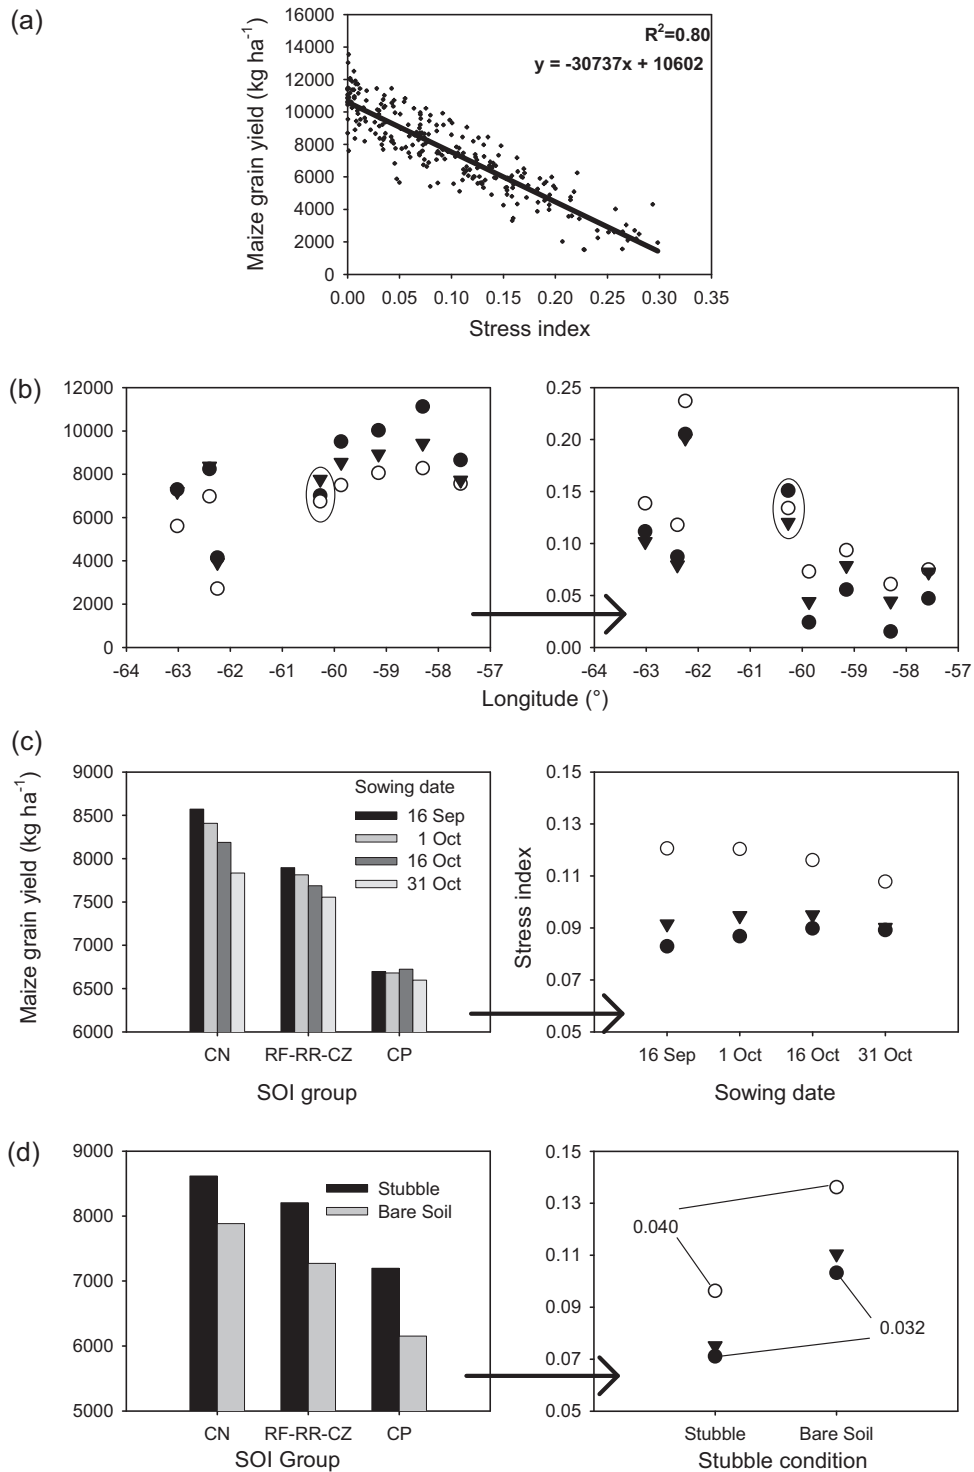 (a)
Maize grain yield (kg ha⁻¹)
16000
14000
12000
10000
8000
6000
4000
2000
0
R²=0.80
y = -30737x + 10602
0.00 0.05 0.10 0.15 0.20 0.25 0.30 0.35
Stress index
(b)
12000
10000
8000
6000
4000
2000
0
-64 -63 -62 -61 -60 -59 -58 -57
0.25
0.20
0.15
0.10
0.05
0.00
-64 -63 -62 -61 -60 -59 -58 -57
Longitude (°)
(c)
Maize grain yield (kg ha⁻¹)
9000
8500
8000
7500
7000
6500
6000
Sowing date
16 Sep
1 Oct
16 Oct
31 Oct
CN RF-RR-CZ CP
SOI group
Stress index
0.15
0.13
0.11
0.09
0.07
0.05
16 Sep 1 Oct 16 Oct 31 Oct
Sowing date
(d)
9000
8000
7000
6000
5000
Stubble
Bare Soil
CN RF-RR-CZ CP
SOI Group
0.15
0.13
0.11
0.09
0.07
0.05
0.040
0.032
Stubble Bare Soil
Stubble condition